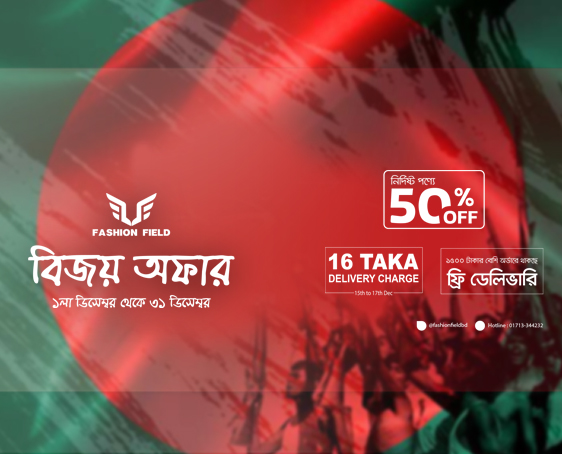 FASHION FIELD
বিজয় অফার
১লা ডিসেম্বর থেকে ৩১ ডিসেম্বর
নির্দিষ্ট পণ্যে
50% OFF
16 TAKA
DELIVERY CHARGE
15th to 17th Dec
১৫০০ টাকার বেশি অর্ডারে থাকছে
ফ্রি ডেলিভারি
@fashionfieldbd Hotline: 01713-344232